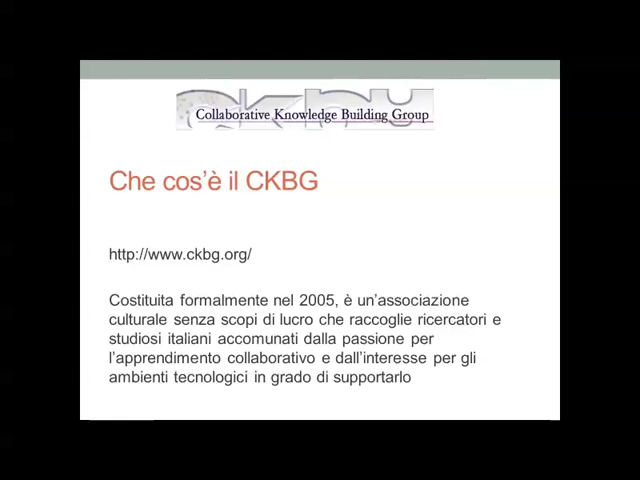 ckbg
Collaborative Knowledge Building Group
Che cos'è il CKBG
http://www.ckbg.org/
Costituita formalmente nel 2005, è un'associazione
culturale senza scopi di lucro che raccoglie ricercatori e
studiosi italiani accomunati dalla passione per
l'apprendimento collaborativo e dall'interesse per gli
ambienti tecnologici in grado di supportarlo